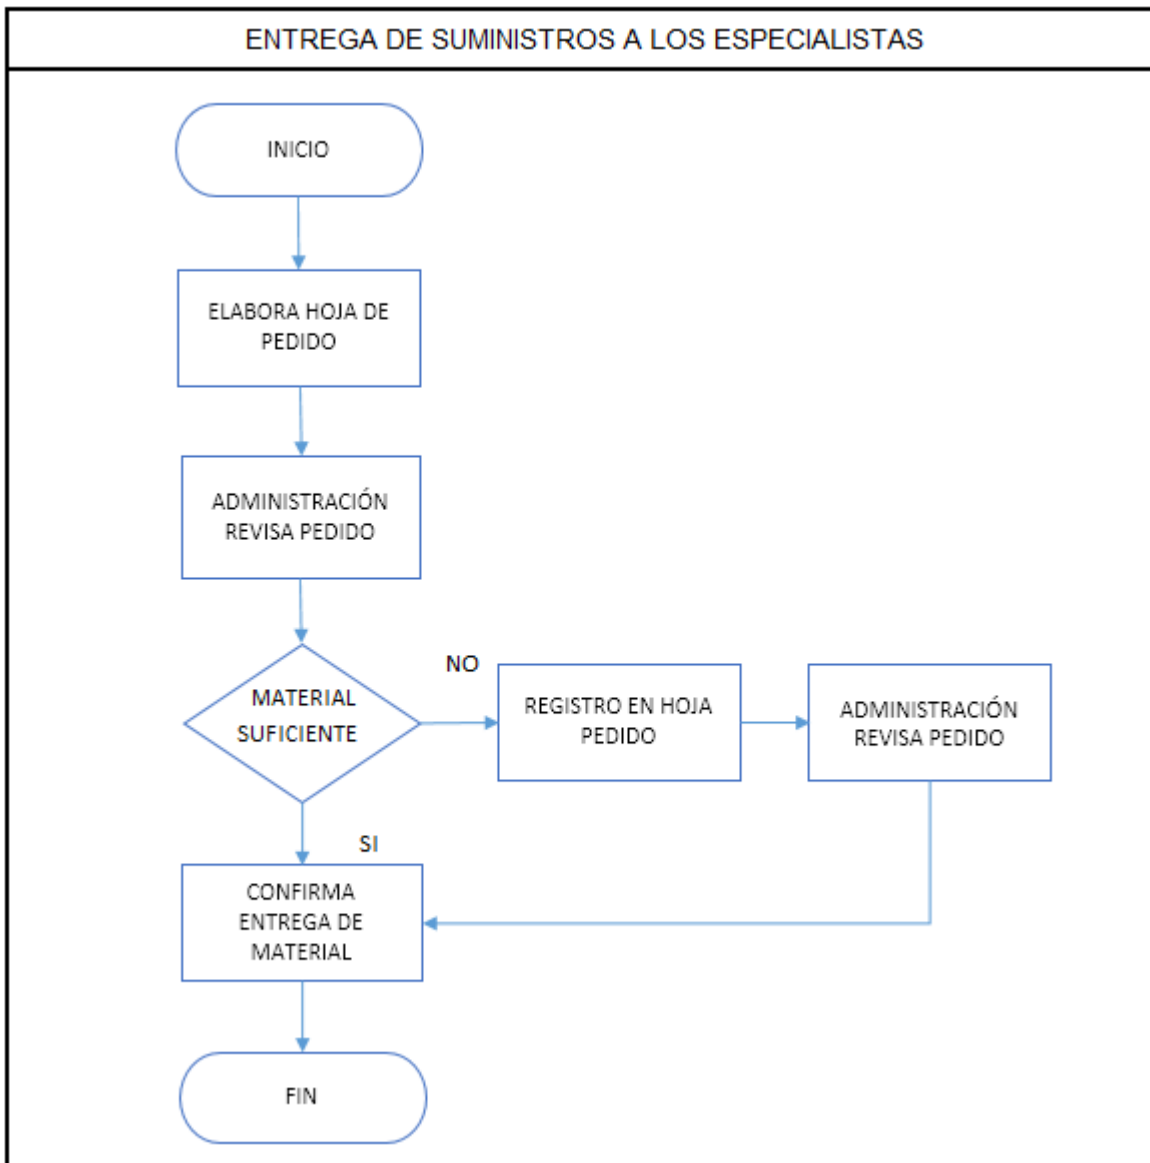 ENTREGA DE SUMINISTROS A LOS ESPECIALISTAS
INICIO
ELABORA HOJA DE
PEDIDO
ADMINISTRACIÓN
REVISA PEDIDO
MATERIAL
SUFICIENTE
NO
REGISTRO EN HOJA
PEDIDO
ADMINISTRACIÓN
REVISA PEDIDO
SI
CONFIRMA
ENTREGA DE
MATERIAL
FIN